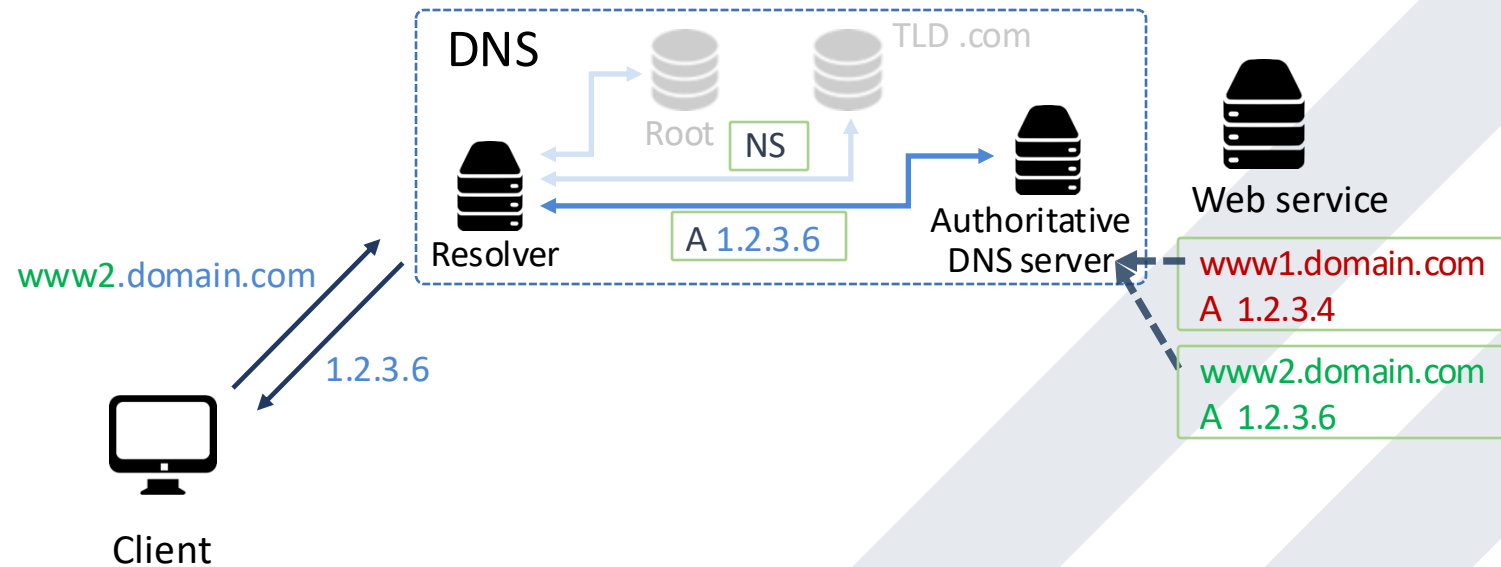 DNS
TLD .com
Root
NS
Resolver
A 1.2.3.6
Authoritative
DNS server
Web service
www1.domain.com
A 1.2.3.4
www2.domain.com
A 1.2.3.6
www2.domain.com
1.2.3.6
Client